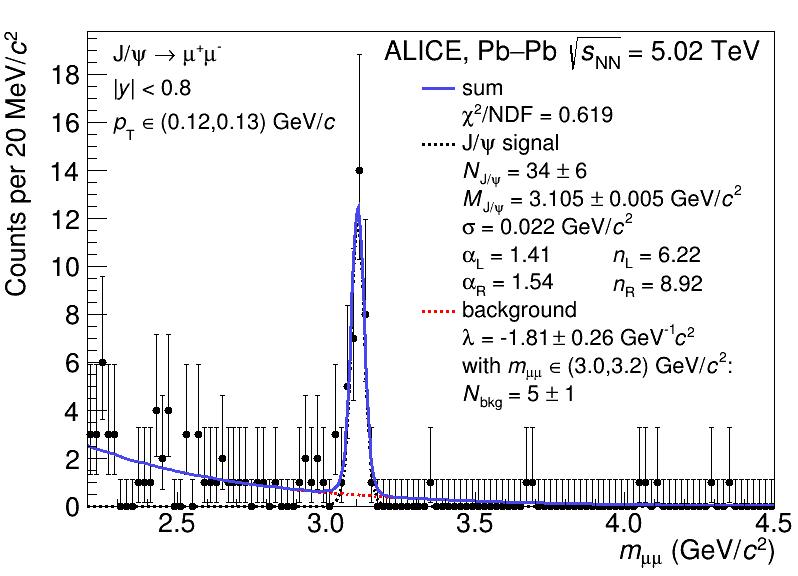 ALICE, Pb–Pb √s_NN = 5.02 TeV
J/ψ → μ⁺μ⁻
|y| < 0.8
p_T ∈ (0.12,0.13) GeV/c
sum
χ²/NDF = 0.619
J/ψ signal
N_J/ψ = 34 ± 6
M_J/ψ = 3.105 ± 0.005 GeV/c²
σ = 0.022 GeV/c²
α_L = 1.41 n_L = 6.22
α_R = 1.54 n_R = 8.92
background
λ = -1.81 ± 0.26 GeV⁻¹c²
with m_μμ ∈ (3.0,3.2) GeV/c²:
N_bkg = 5 ± 1
Counts per 20 MeV/c²
18
16
14
12
10
8
6
4
2
0
2.5 3.0 3.5 4.0 4.5
m_μμ (GeV/c²)